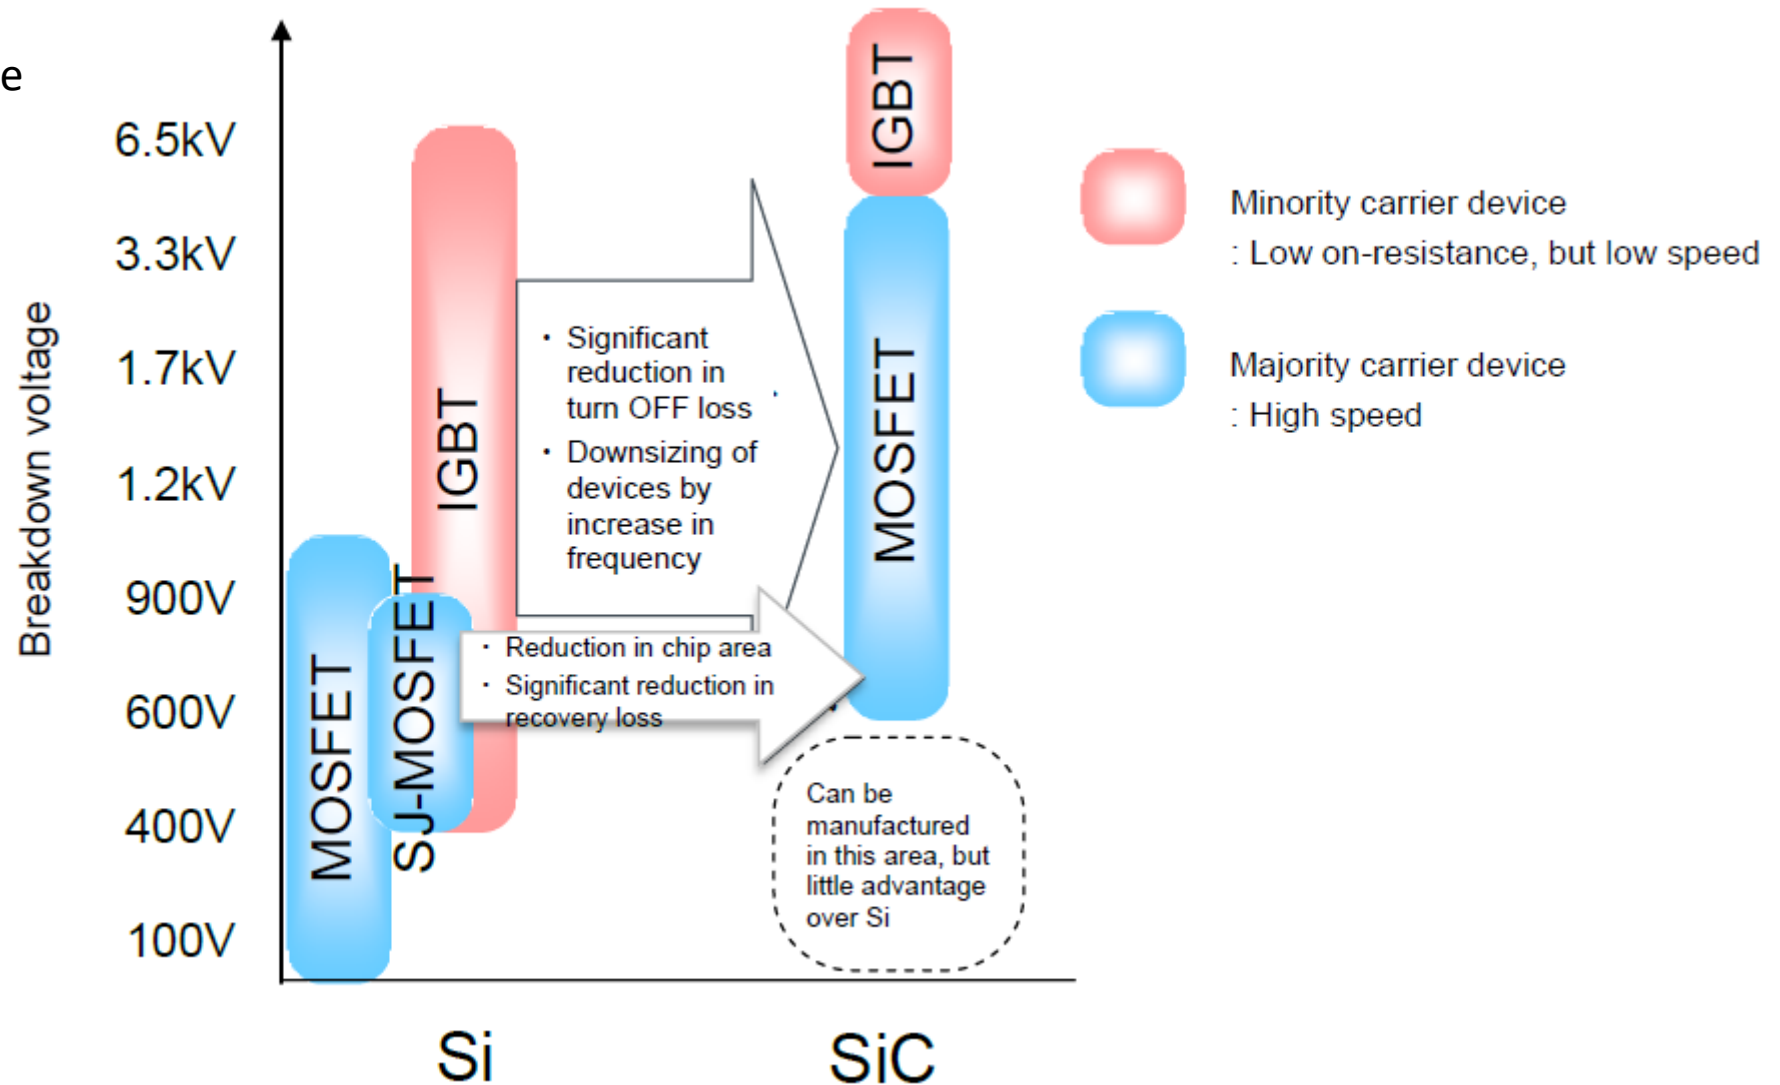 e
Breakdown voltage
6.5kV
3.3kV
1.7kV
1.2kV
900V
600V
400V
100V
MOSFET
SJ-MOSFET
IGBT
・ Significant
reduction in
turn OFF loss
・ Downsizing of
devices by
increase in
frequency
・ Reduction in chip area
・ Significant reduction in
recovery loss
IGBT
MOSFET
Can be
manufactured
in this area, but
little advantage
over Si
Si
SiC
Minority carrier device
: Low on-resistance, but low speed
Majority carrier device
: High speed